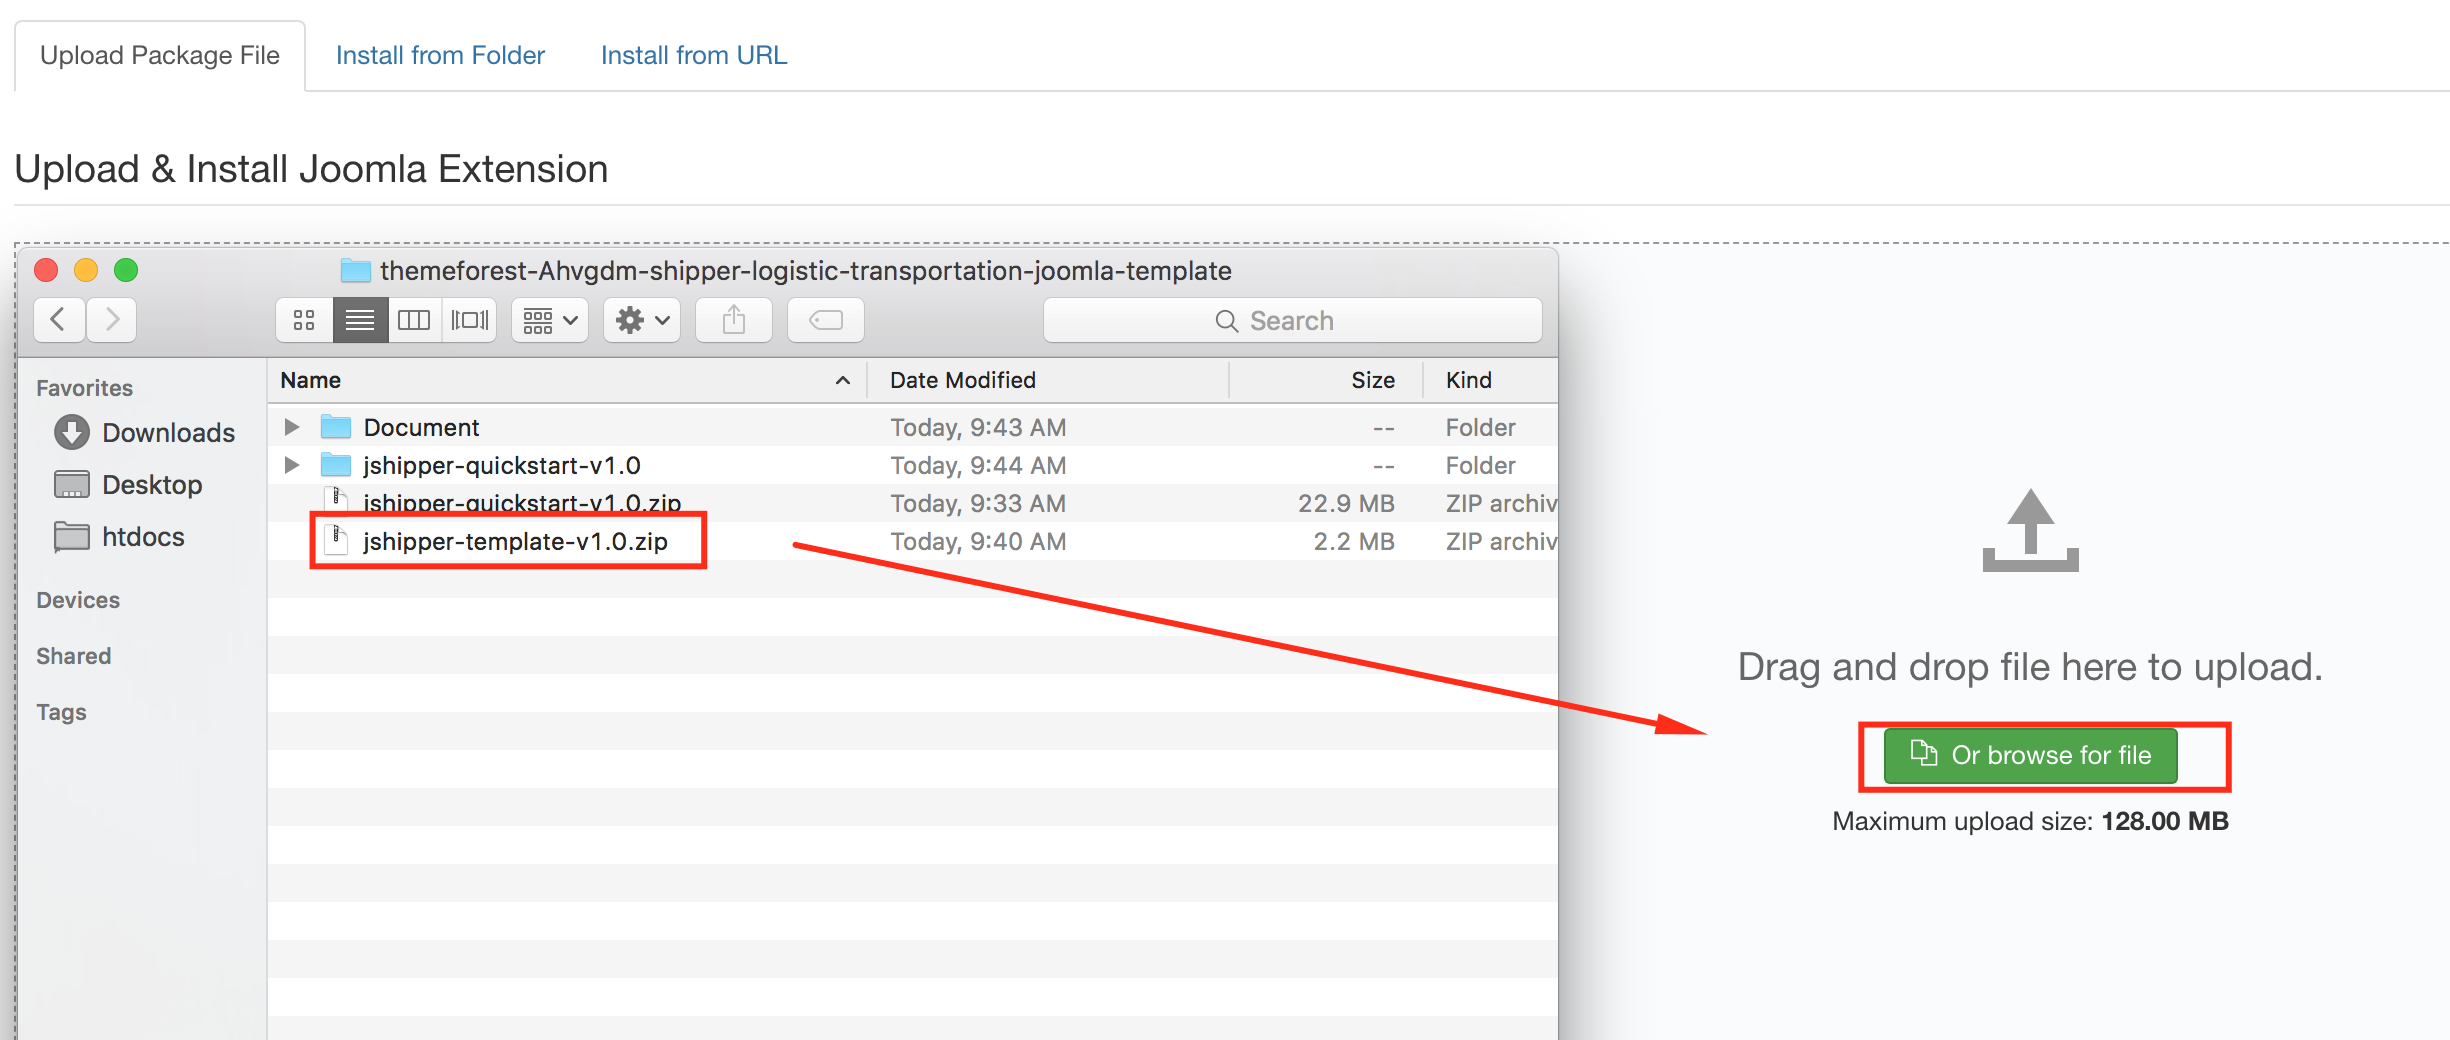 Upload Package File
Install from Folder
Install from URL
Upload & Install Joomla Extension
themeforest-Ahvgdm-shipper-logistic-transportation-joomla-template
Search
Favorites
Downloads
Desktop
htdocs
Devices
Shared
Tags
Name Date Modified Size Kind
Document Today, 9:43 AM -- Folder
jshipper-quickstart-v1.0 Today, 9:44 AM -- Folder
jshipper-quickstart-v1.0.zip Today, 9:33 AM 22.9 MB ZIP archiv
jshipper-template-v1.0.zip Today, 9:40 AM 2.2 MB ZIP archiv
Drag and drop file here to upload.
Or browse for file
Maximum upload size: 128.00 MB